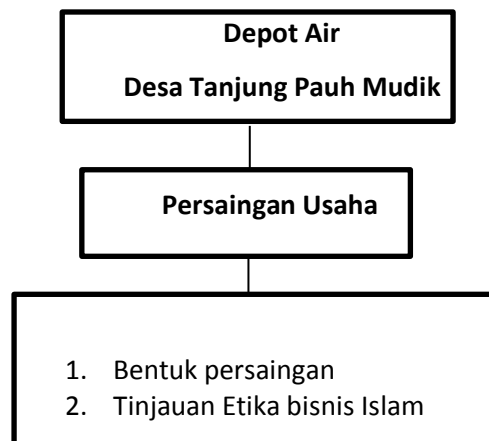 Depot Air
Desa Tanjung Pauh Mudik
Persaingan Usaha
1. Bentuk persaingan
2. Tinjauan Etika bisnis Islam